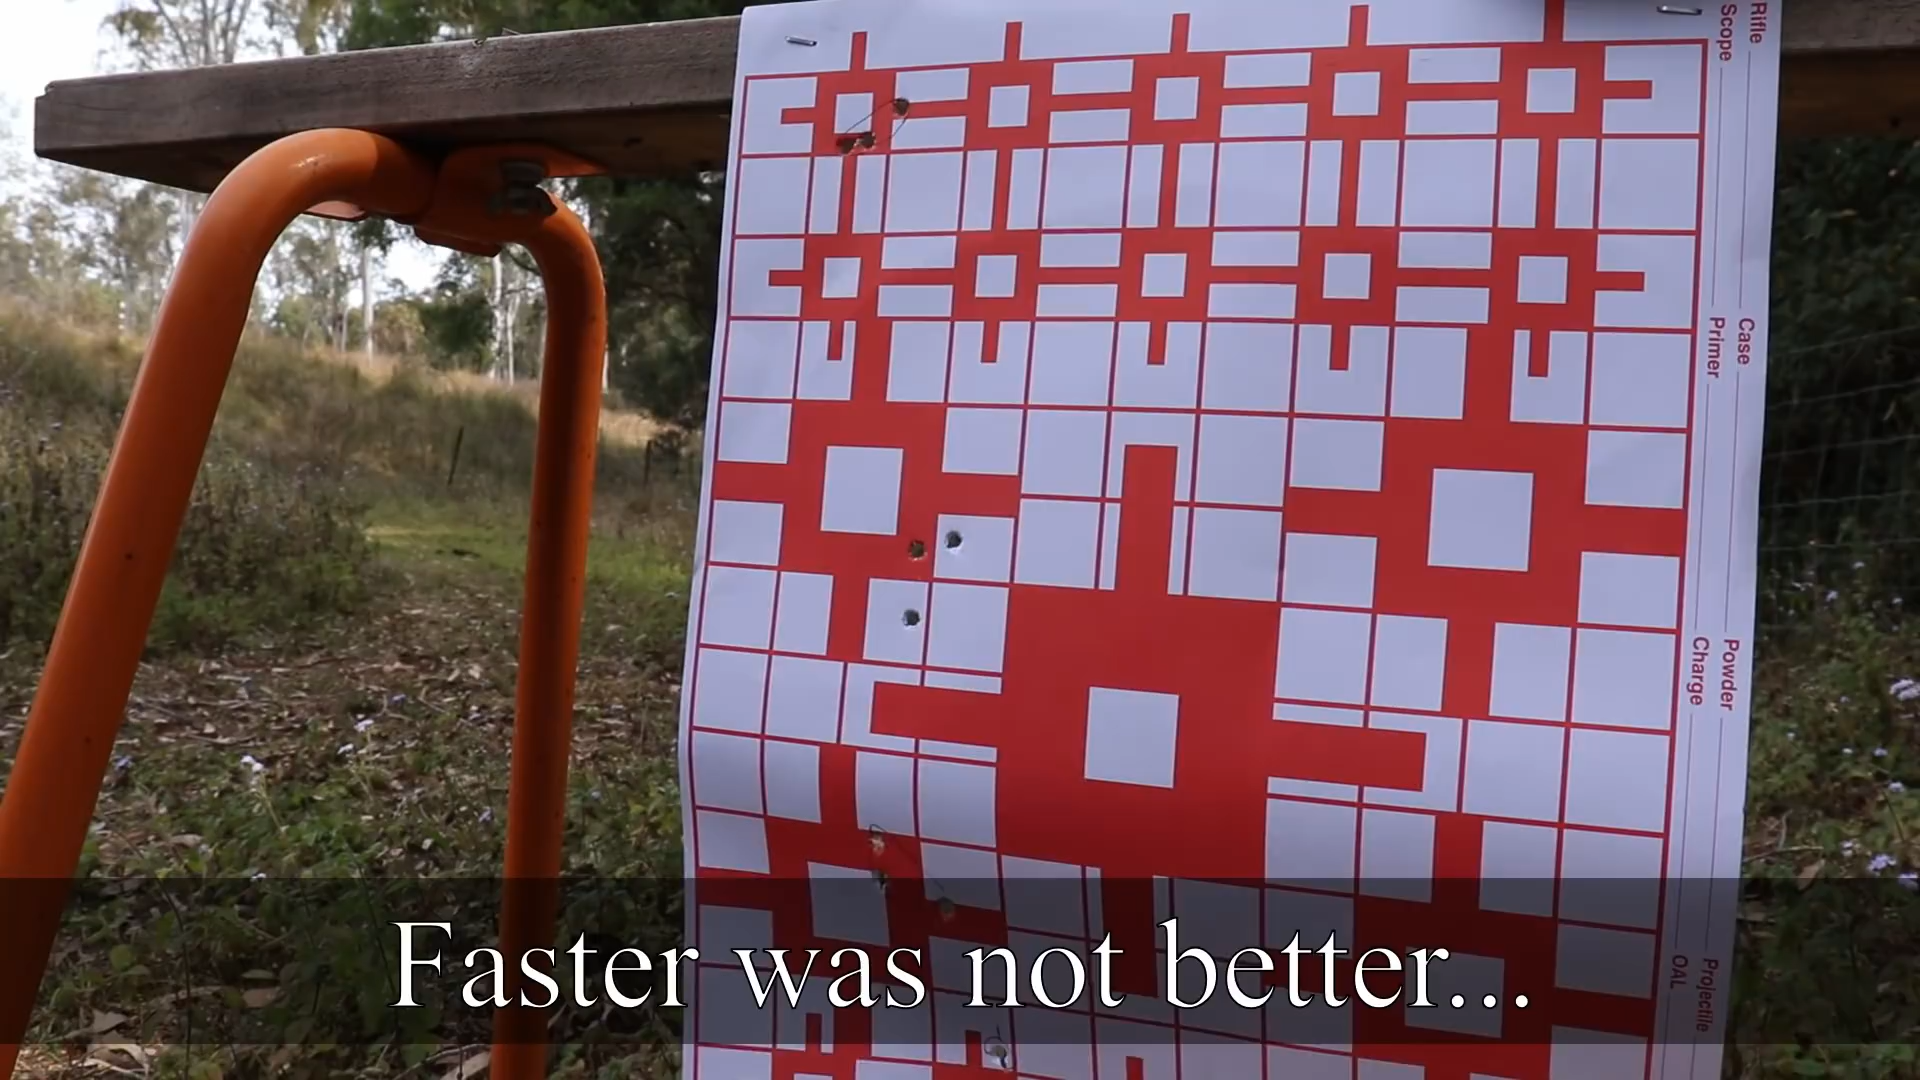 Rifle
Scope
Case
Primer
Powder
Charge
Projectile
OAL
Faster was not better...